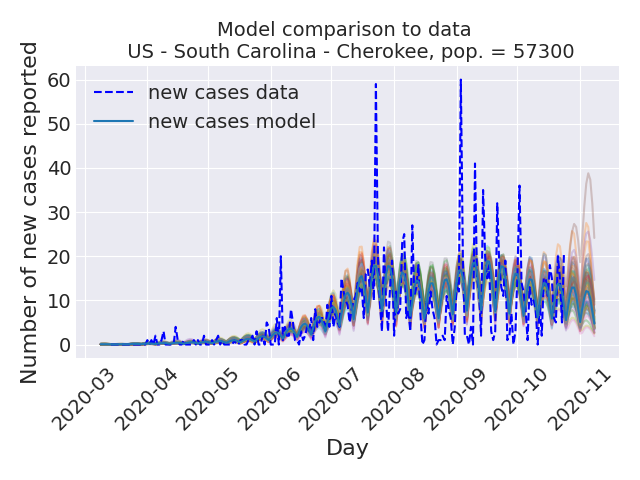 Model comparison to data
US - South Carolina - Cherokee, pop. = 57300
Number of new cases reported
60
50
40
30
20
10
0
new cases data
new cases model
2020-03
2020-04
2020-05
2020-06
2020-07
2020-08
2020-09
2020-10
2020-11
Day